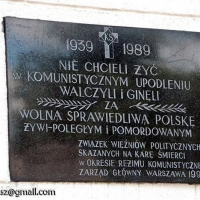 1939 1989
NIE CHCIELI ŻYĆ
W KOMUNISTYCZNYM UPODLENIU
WALCZYLI I GINĘLI
ZA
WOLNĄ SPRAWIEDLIWĄ POLSKĘ
ŻYWI-POLEGŁYM I POMORDOWANYM
ZWIĄZEK WIĘŹNIÓW POLITYCZNYCH
SKAZANYCH NA KARĘ ŚMIERCI
W OKRESIE REŻIMU KOMUNISTYCZNEGO
ZARZĄD GŁÓWNY WARSZAWA
sz@gmail.com